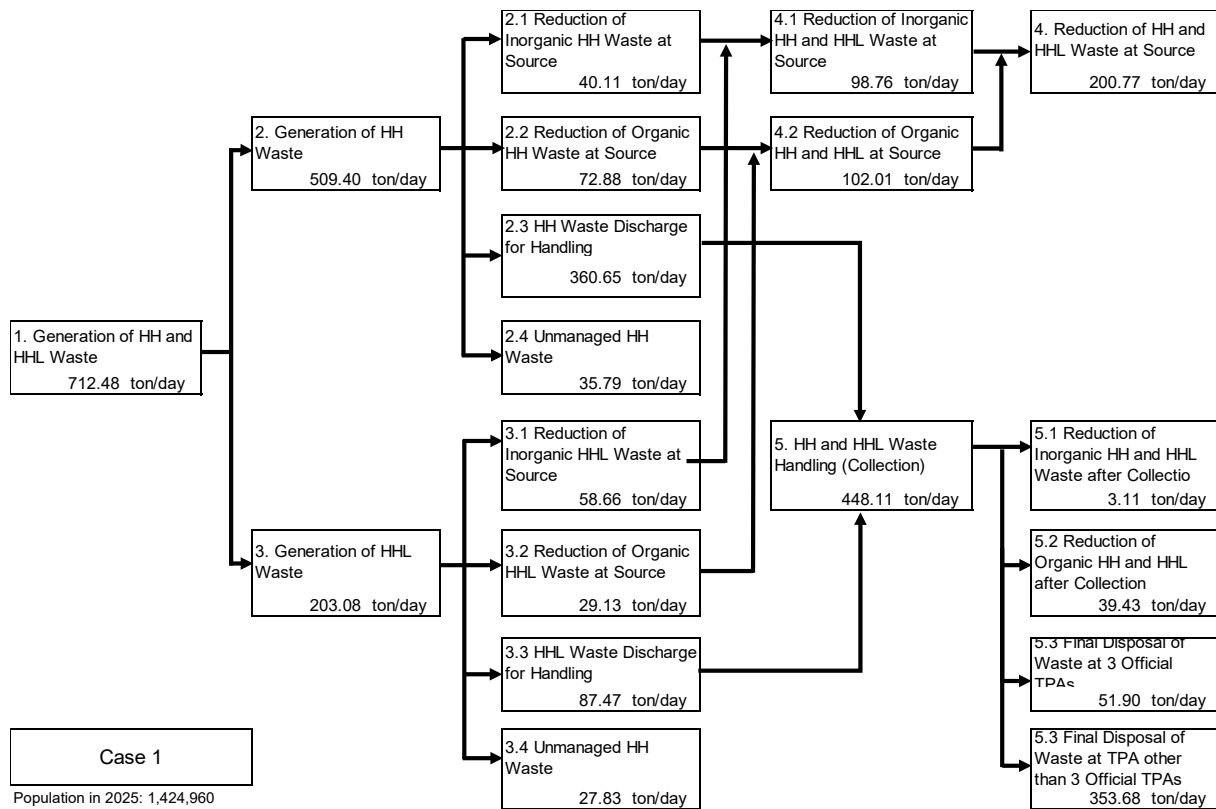 1. Generation of HH and
HHL Waste
712.48 ton/day
2. Generation of HH
Waste
509.40 ton/day
3. Generation of HHL
Waste
203.08 ton/day
2.1 Reduction of
Inorganic HH Waste at
Source
40.11 ton/day
2.2 Reduction of Organic
HH Waste at Source
72.88 ton/day
2.3 HH Waste Discharge
for Handling
360.65 ton/day
2.4 Unmanaged HH
Waste
35.79 ton/day
3.1 Reduction of
Inorganic HHL Waste at
Source
58.66 ton/day
3.2 Reduction of Organic
HHL Waste at Source
29.13 ton/day
3.3 HHL Waste Discharge
for Handling
87.47 ton/day
3.4 Unmanaged HH
Waste
27.83 ton/day
4.1 Reduction of Inorganic
HH and HHL Waste at
Source
98.76 ton/day
4.2 Reduction of Organic
HH and HHL at Source
102.01 ton/day
4. Reduction of HH and
HHL Waste at Source
200.77 ton/day
5. HH and HHL Waste
Handling (Collection)
448.11 ton/day
5.1 Reduction of
Inorganic HH and HHL
Waste after Collectio
3.11 ton/day
5.2 Reduction of
Organic HH and HHL
after Collection
39.43 ton/day
5.3 Final Disposal of
Waste at 3 Official
TPAs
51.90 ton/day
5.3 Final Disposal of
Waste at TPA other
than 3 Official TPAs
353.68 ton/day
Case 1
Population in 2025: 1,424,960